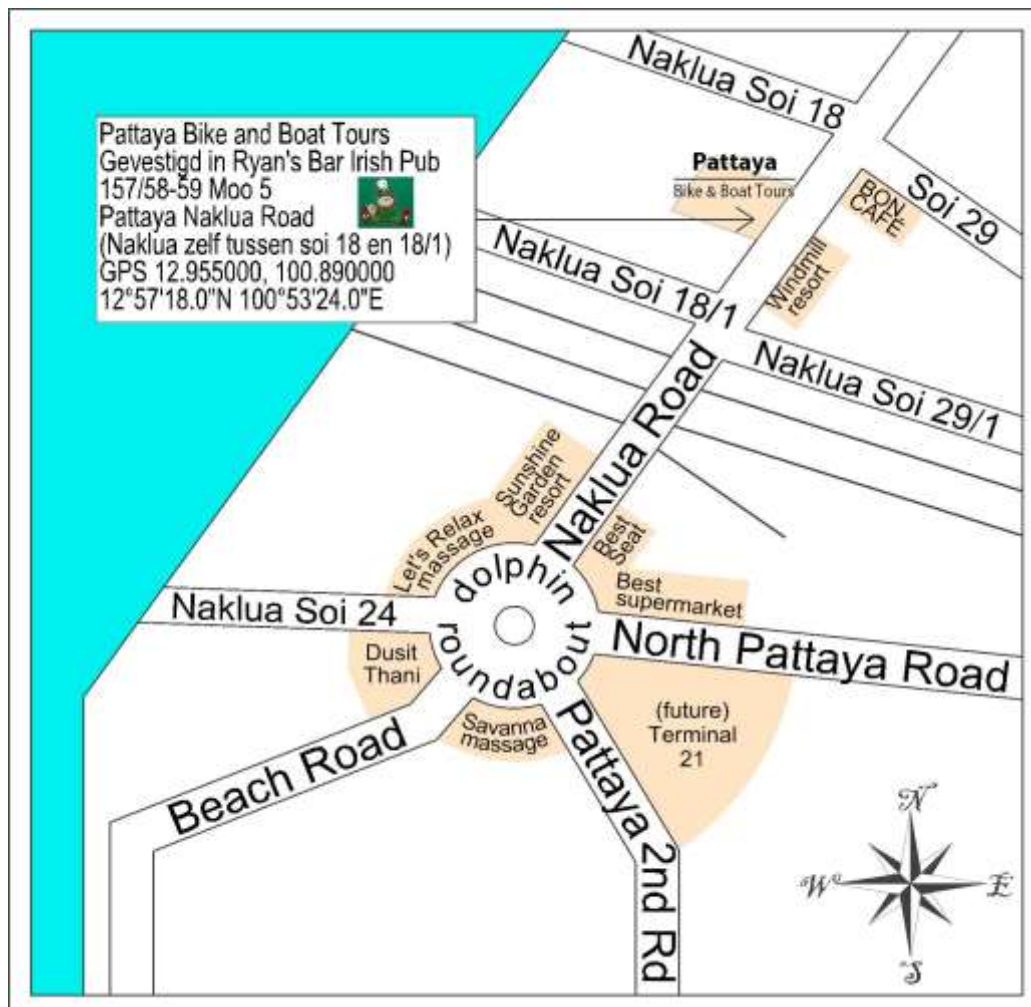 Naklua Soi 18
Pattaya Bike and Boat Tours
Gevestigd in Ryan's Bar Irish Pub
157/58-59 Moo 5
Pattaya Naklua Road
(Naklua zelf tussen soi 18 en 18/1)
GPS 12.955000, 100.890000
12°57'18.0"N 100°53'24.0"E
Pattaya
Bike & Boat Tours
BON
CAFÉ
Soi 29
Windmill
resort
Naklua Soi 18/1
Naklua Soi 29/1
Naklua Road
Sunshine
Garden
resort
Let's Relax
massage
Best
Seat
Best
supermarket
dolphin
roundabout
Naklua Soi 24
North Pattaya Road
Dusit
Thani
Savanna
massage
(future)
Terminal
21
Beach Road
Pattaya 2nd Rd
N
W
E
S